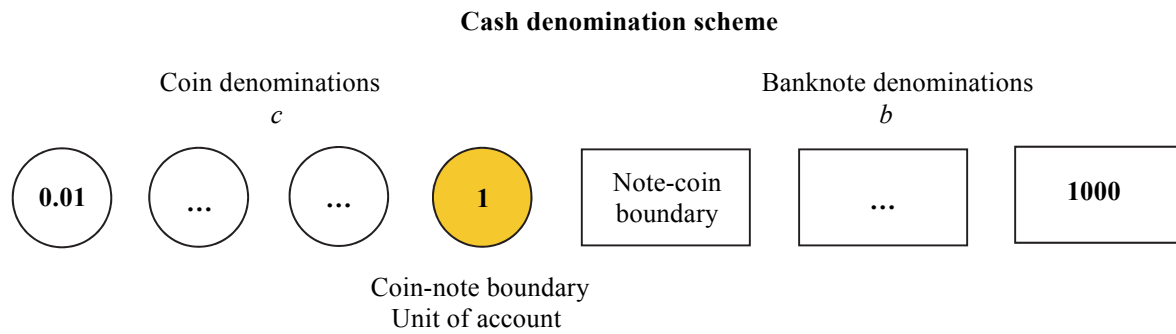 Cash denomination scheme
Coin denominations
c
Banknote denominations
b
0.01
...
...
1
Note-coin
boundary
...
1000
Coin-note boundary
Unit of account